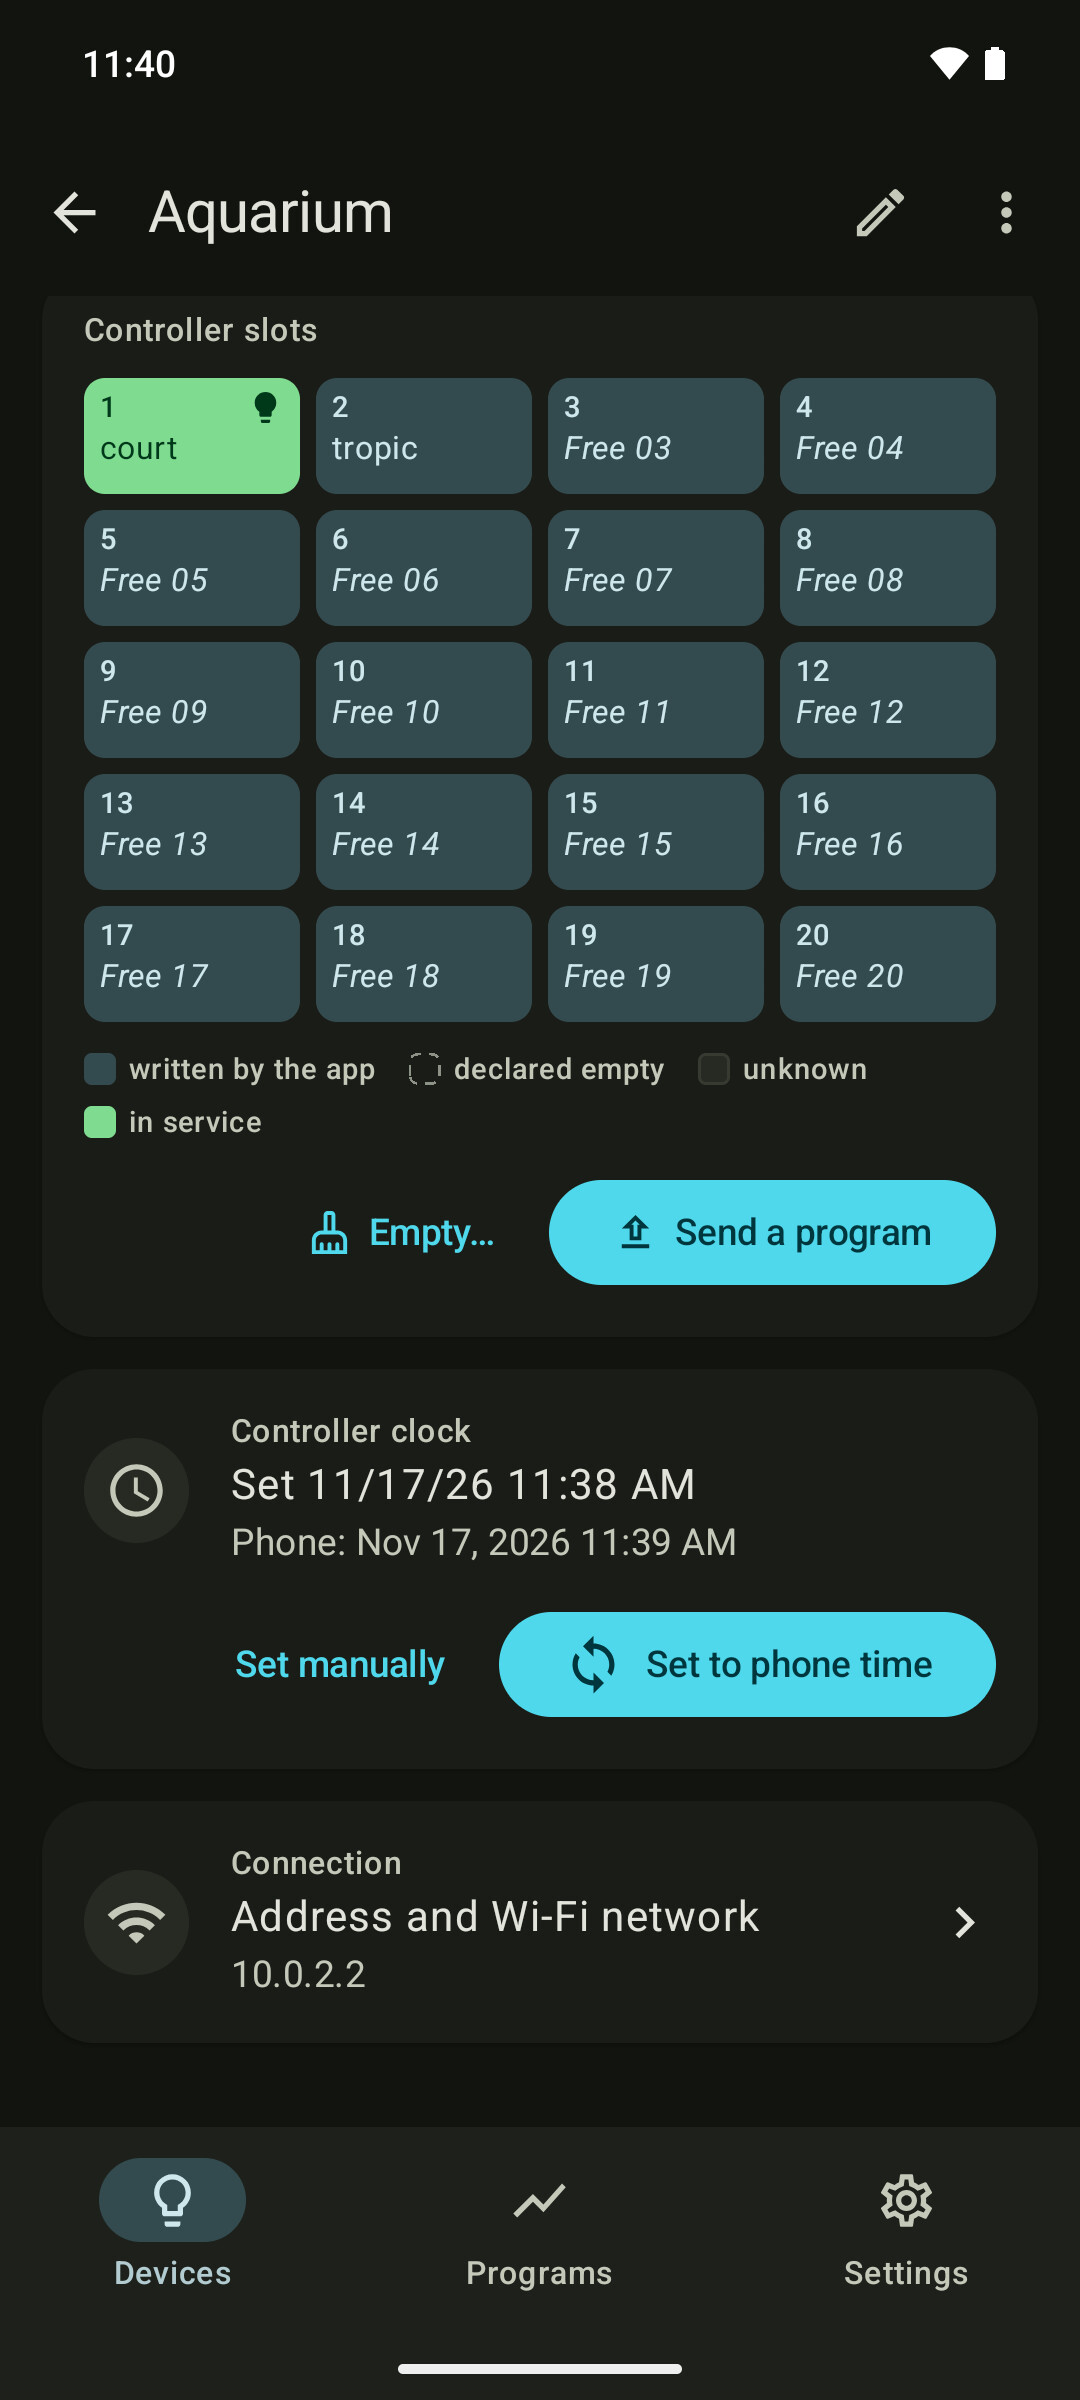 11:40
Aquarium
Controller slots
1
court
2
tropic
3
Free 03
4
Free 04
5
Free 05
6
Free 06
7
Free 07
8
Free 08
9
Free 09
10
Free 10
11
Free 11
12
Free 12
13
Free 13
14
Free 14
15
Free 15
16
Free 16
17
Free 17
18
Free 18
19
Free 19
20
Free 20
written by the app
declared empty
unknown
in service
Empty...
Send a program
Controller clock
Set 11/17/26 11:38 AM
Phone: Nov 17, 2026 11:39 AM
Set manually
Set to phone time
Connection
Address and Wi-Fi network
10.0.2.2
Devices
Programs
Settings